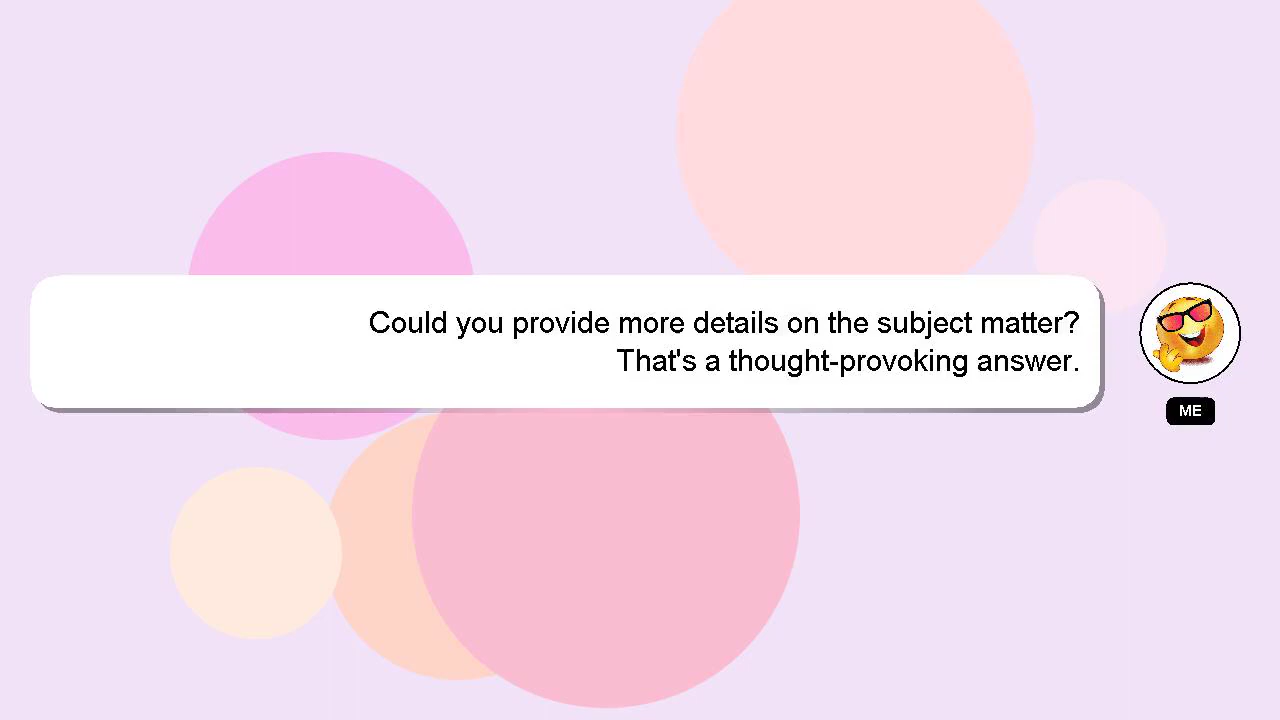 Could you provide more details on the subject matter?
That's a thought-provoking answer.
ME